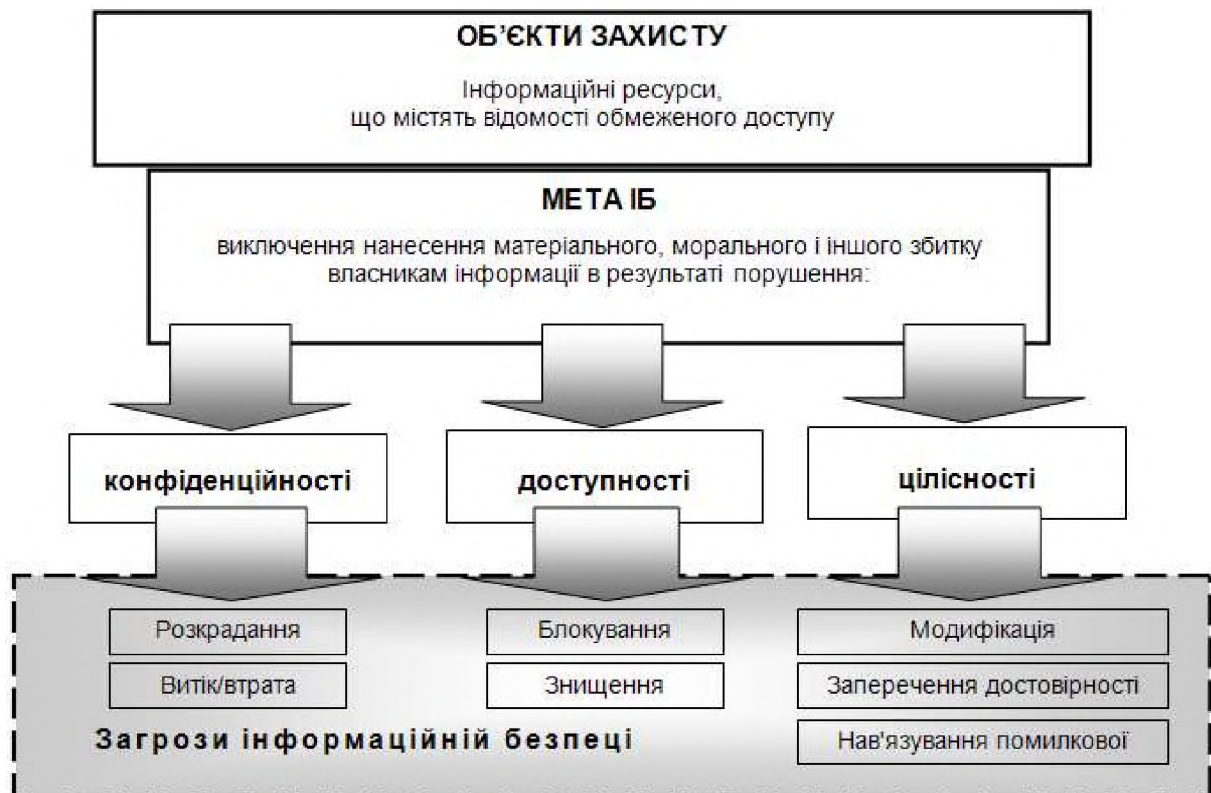 ОБ’ЄКТИ ЗАХИСТУ
Інформаційні ресурси,
що містять відомості обмеженого доступу
МЕТА ІБ
виключення нанесення матеріального, морального і іншого збитку
власникам інформації в результаті порушення:
конфіденційності
доступності
цілісності
Розкрадання
Блокування
Модифікація
Витік/втрата
Знищення
Заперечення достовірності
Загрози інформаційній безпеці
Нав'язування помилкової